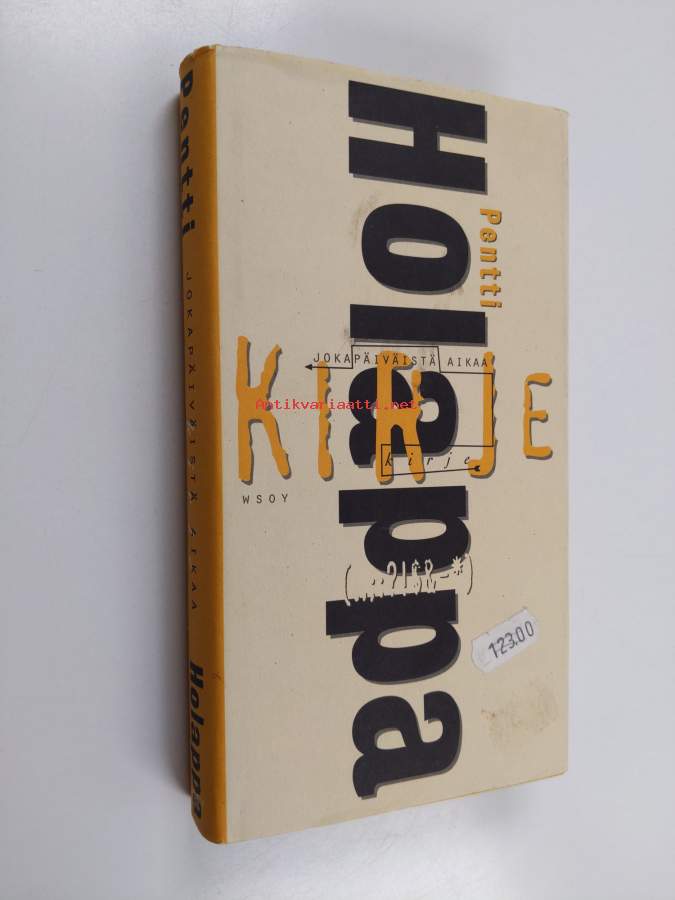 Pentti
JOKAPÄIVÄISTÄ AIKAA
Holappa
Pentti
Holappa
JOKAPÄIVÄISTÄ AIKAA
KIRJE
Antikvariaatti.net
kirje
WSOY
123.00